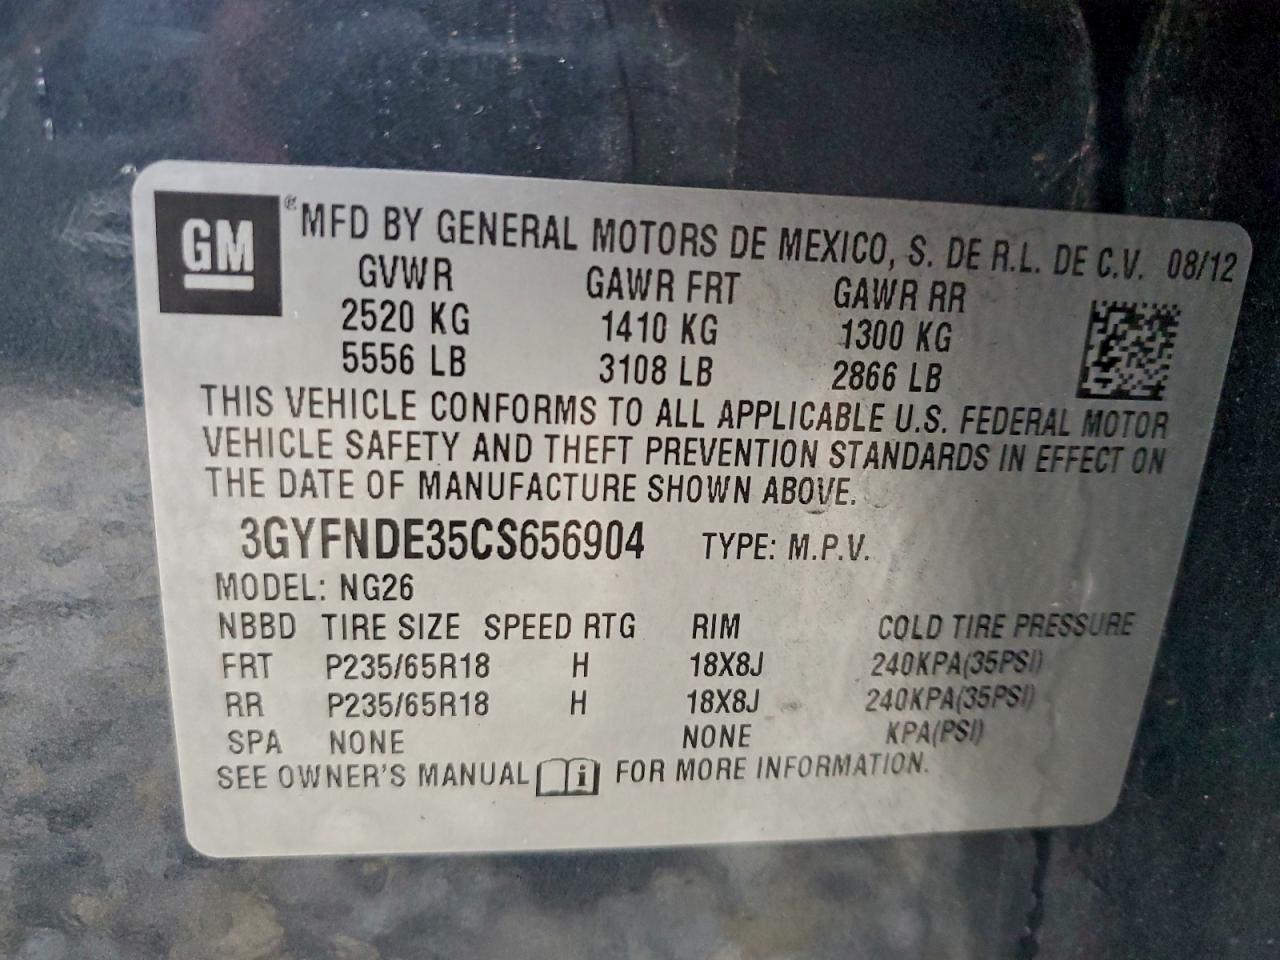 GM
® MFD BY GENERAL MOTORS DE MEXICO, S. DE R.L. DE C.V. 08/12
GVWR GAWR FRT GAWR RR
2520 KG 1410 KG 1300 KG
5556 LB 3108 LB 2866 LB
THIS VEHICLE CONFORMS TO ALL APPLICABLE U.S. FEDERAL MOTOR
VEHICLE SAFETY AND THEFT PREVENTION STANDARDS IN EFFECT ON
THE DATE OF MANUFACTURE SHOWN ABOVE.
3GYFNDE35CS656904 TYPE: M.P.V.
MODEL: NG26
NBBD TIRE SIZE SPEED RTG RIM COLD TIRE PRESSURE
FRT P235/65R18 H 18X8J 240KPA(35PSI)
RR P235/65R18 H 18X8J 240KPA(35PSI)
SPA NONE NONE KPA(PSI)
SEE OWNER'S MANUAL i FOR MORE INFORMATION.